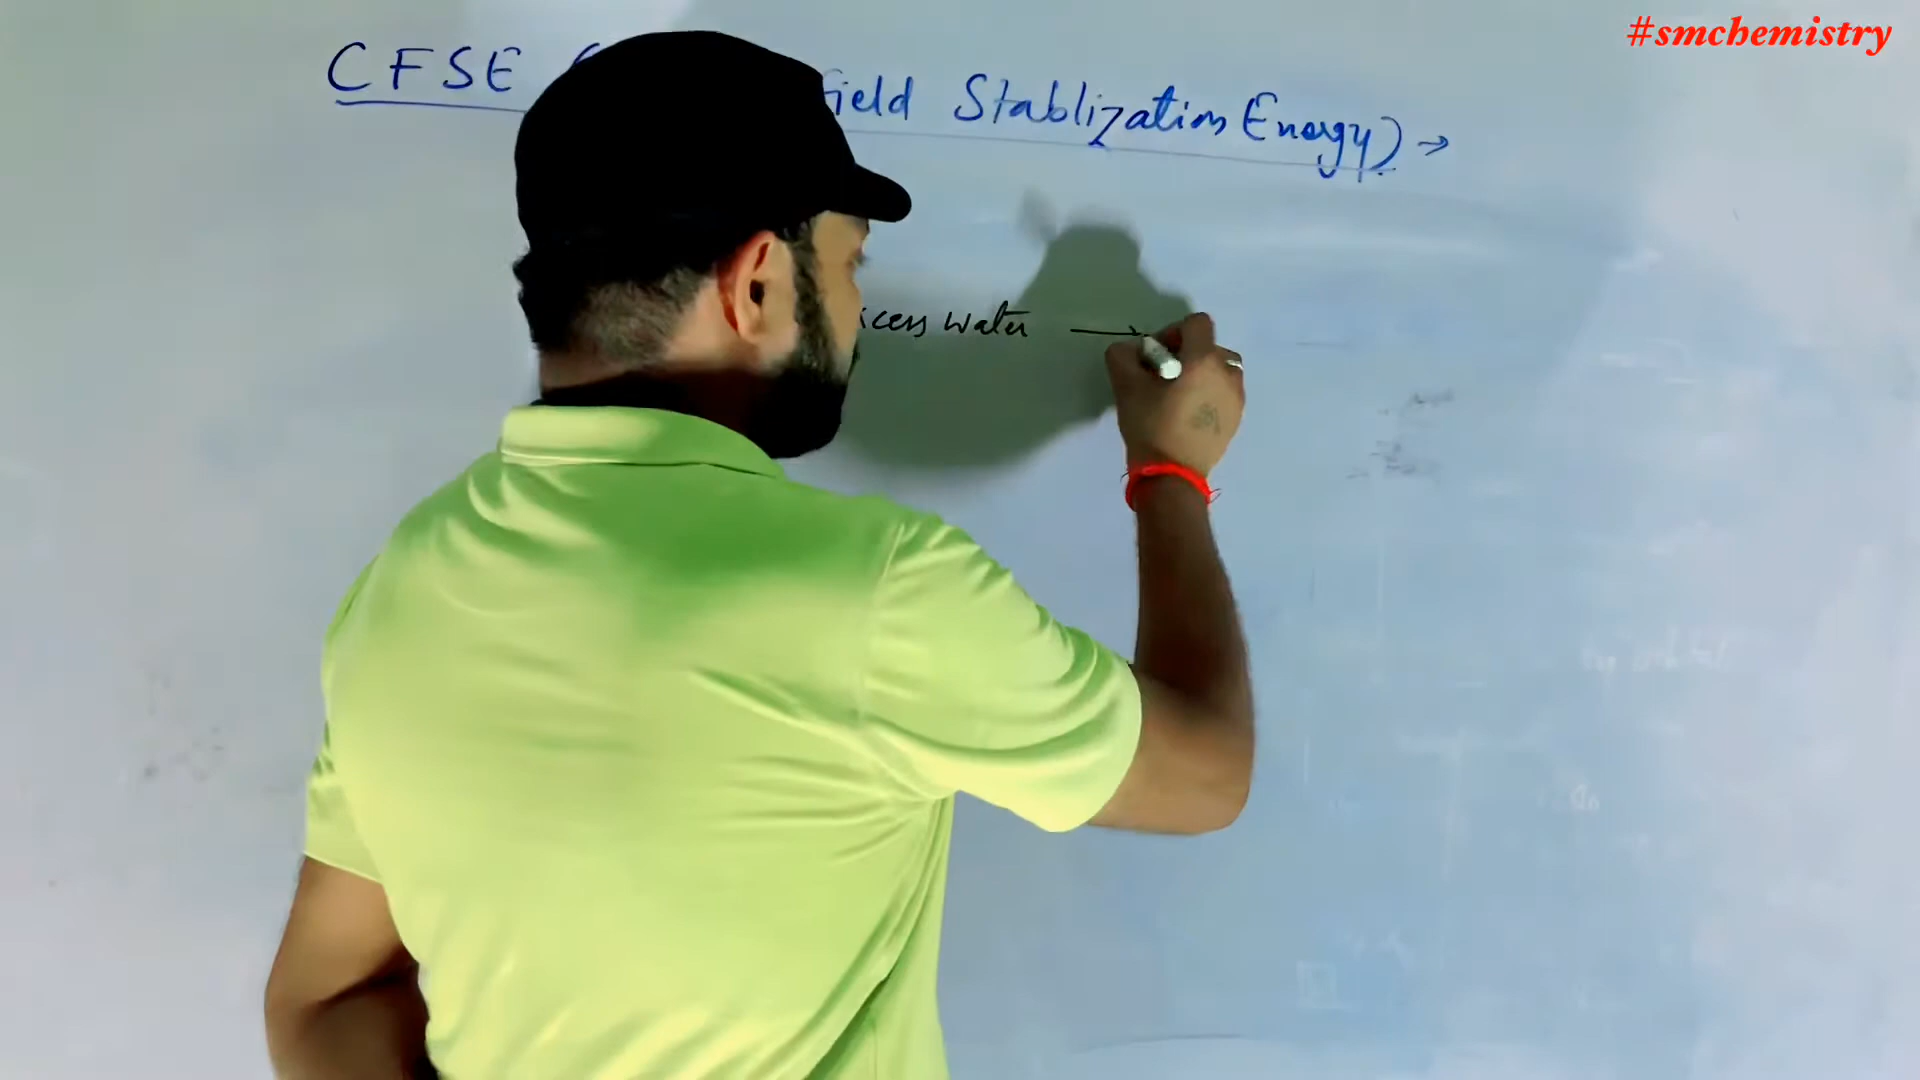 #smchemistry
CFSE ( field Stablization Energy) →
xcess water →